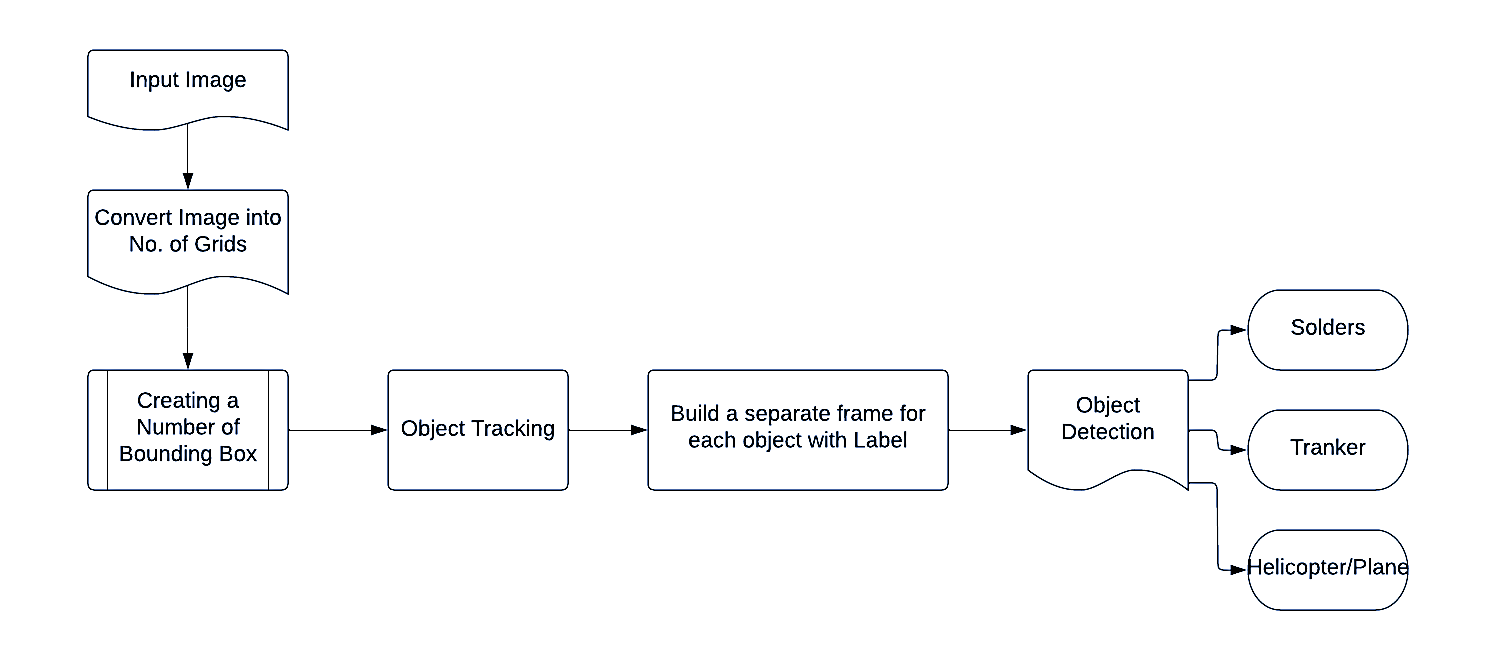 Input Image
Convert Image into
No. of Grids
Creating a
Number of
Bounding Box
Object Tracking
Build a separate frame for
each object with Label
Object
Detection
Solders
Tranker
Helicopter/Plane